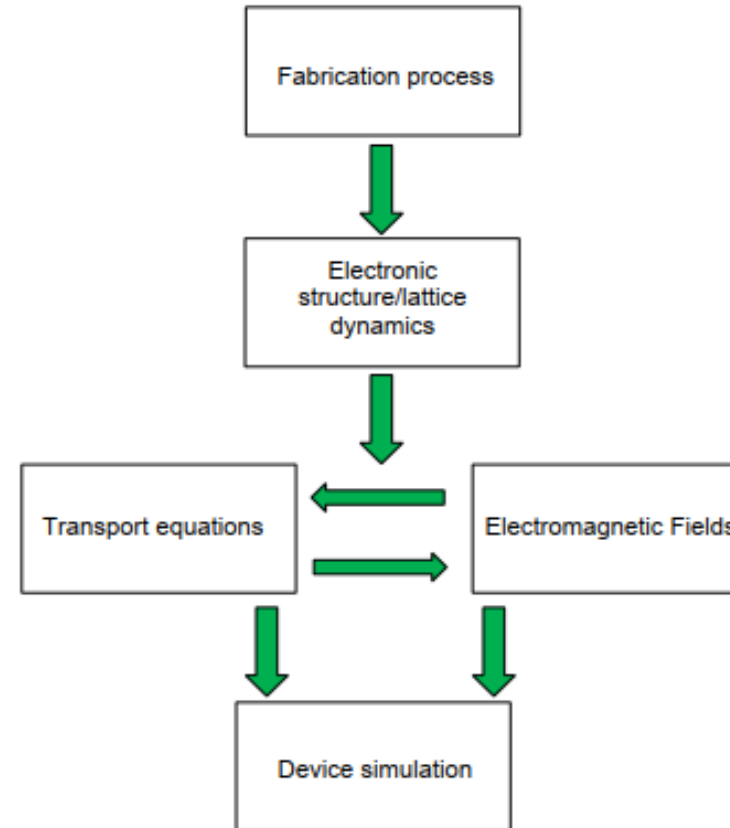 Fabrication process
Electronic
structure/lattice
dynamics
Transport equations
Electromagnetic Fields
Device simulation